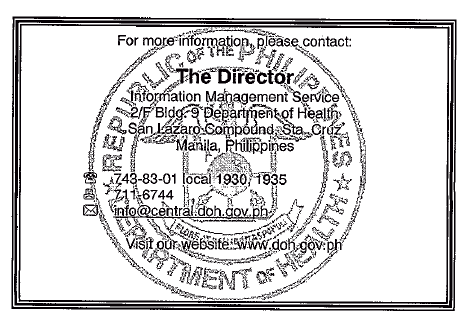 For more information, please contact:
The Director
Information Management Service
2/F Bldg. 9 Department of Health
San Lazaro Compound, Sta. Cruz
Manila, Philippines
743-83-01 local 1930, 1935
711-6744
info@central.doh.gov.ph
Visit our website: www.doh.gov.ph
REPUBLIC OF THE PHILIPPINES
DEPARTMENT OF HEALTH